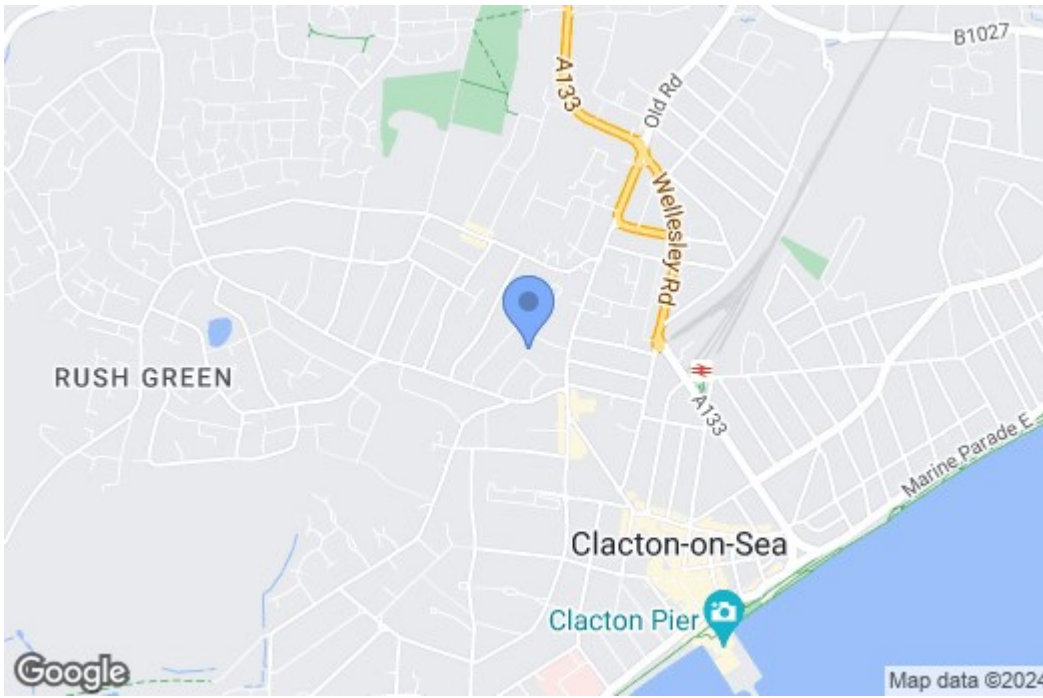 B1027
A133
Old Rd
Wellesley Rd
RUSH GREEN
A133
Marine Parade E
Clacton-on-Sea
Clacton Pier
Google
Map data ©2024